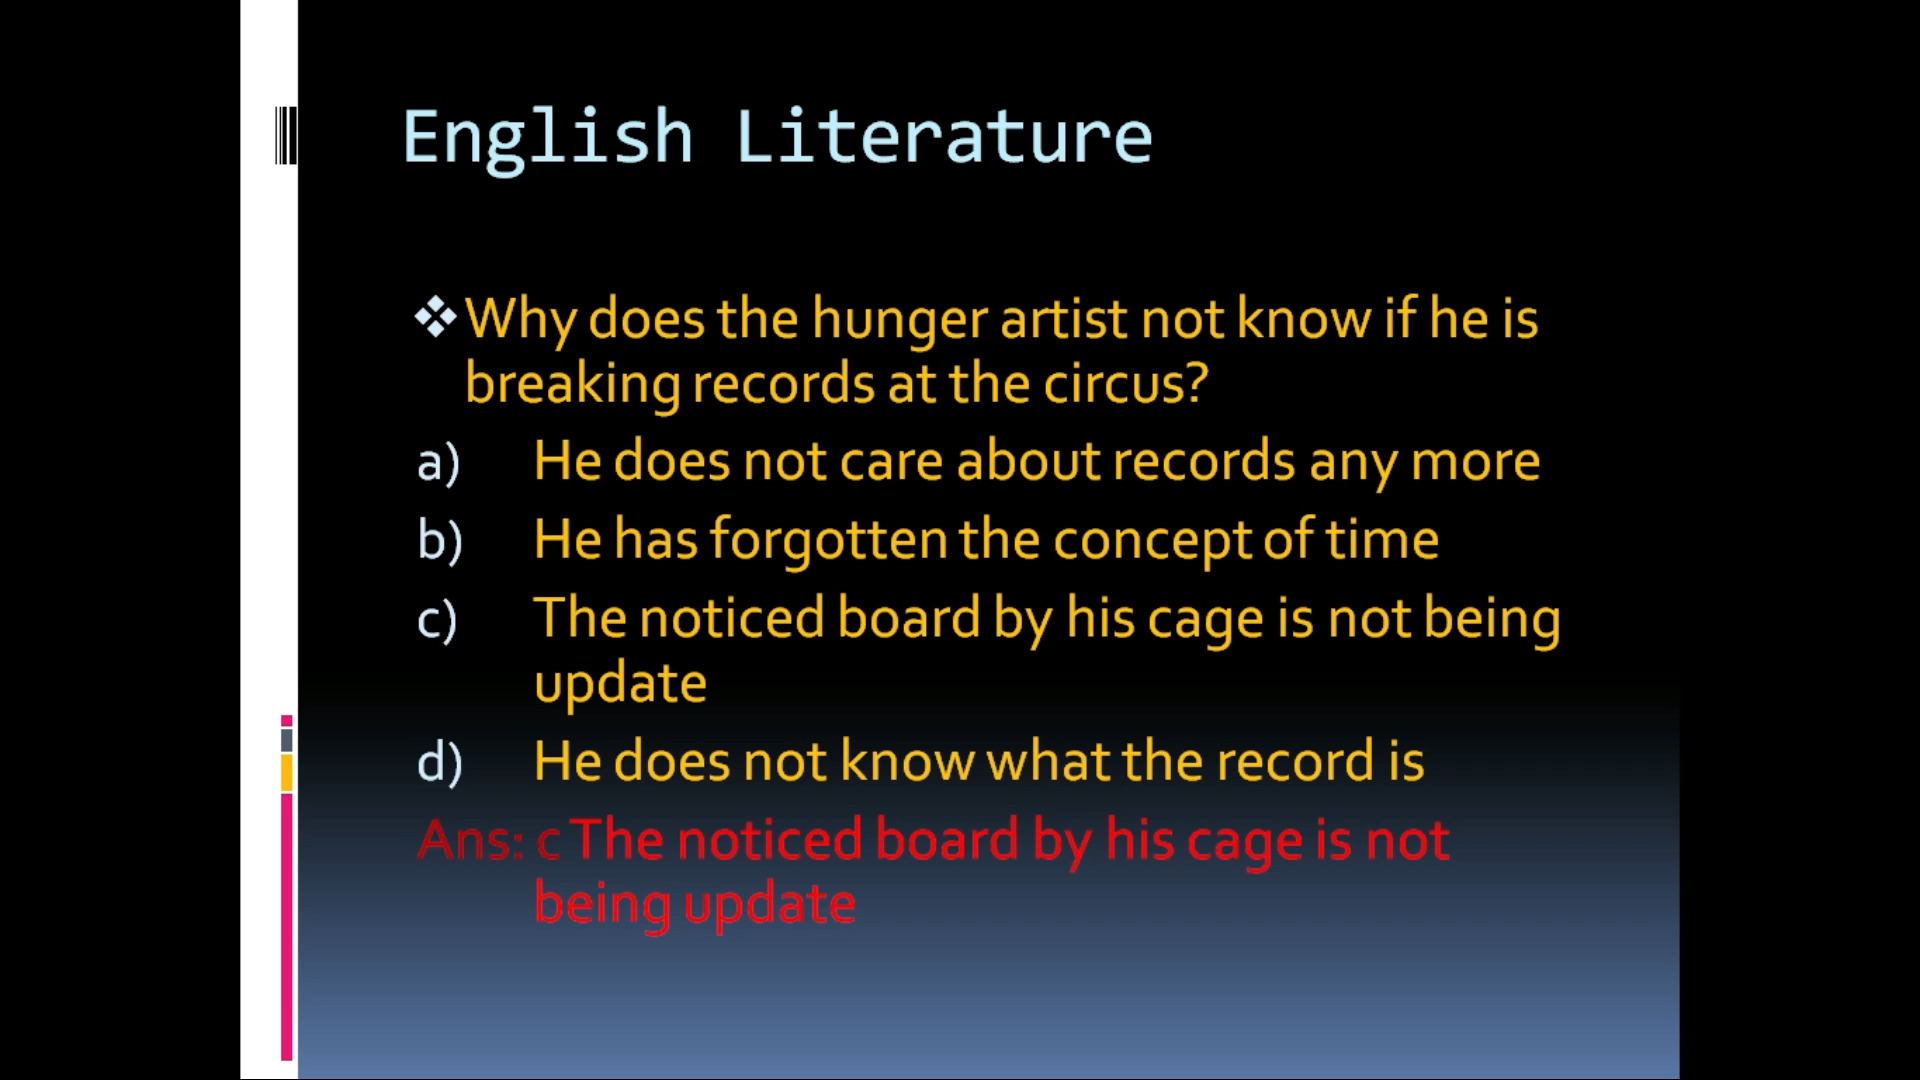 English Literature
❖Why does the hunger artist not know if he is
breaking records at the circus?
a) He does not care about records any more
b) He has forgotten the concept of time
c) The noticed board by his cage is not being
update
d) He does not know what the record is
Ans: c The noticed board by his cage is not
being update